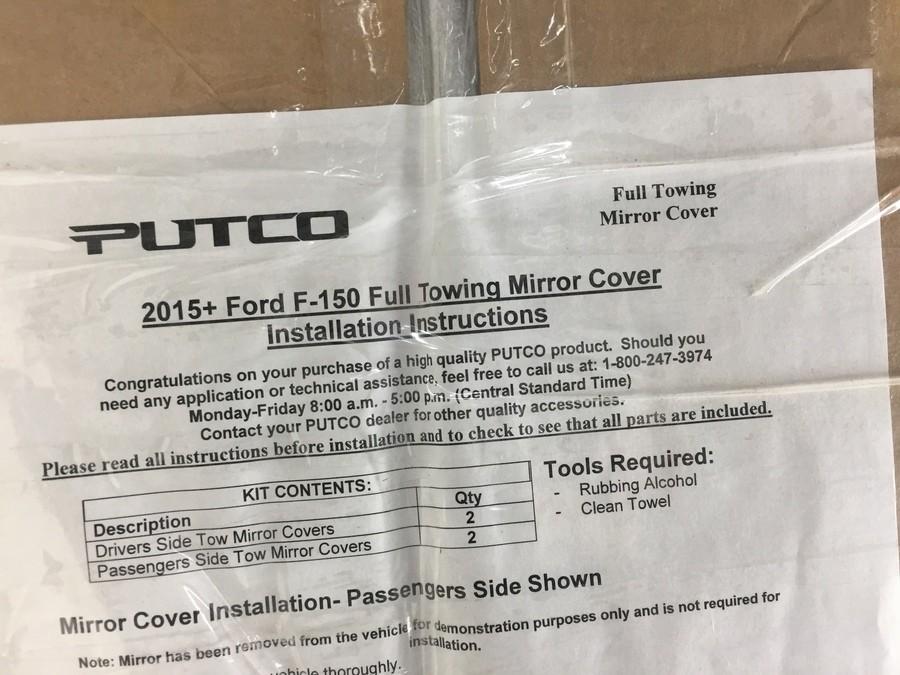 PUTCO
Full Towing
Mirror Cover
2015+ Ford F-150 Full Towing Mirror Cover
Installation Instructions
Congratulations on your purchase of a high quality PUTCO product. Should you
need any application or technical assistance, feel free to call us at: 1-800-247-3974
Monday-Friday 8:00 a.m. - 5:00 p.m. (Central Standard Time)
Contact your PUTCO dealer for other quality accessories.
Please read all instructions before installation and to check to see that all parts are included.
KIT CONTENTS:
Description Qty
Drivers Side Tow Mirror Covers 2
Passengers Side Tow Mirror Covers 2
Tools Required:
- Rubbing Alcohol
- Clean Towel
Mirror Cover Installation- Passengers Side Shown
Note: Mirror has been removed from the vehicle for demonstration purposes only and is not required for
installation.
vehicle thoroughly.